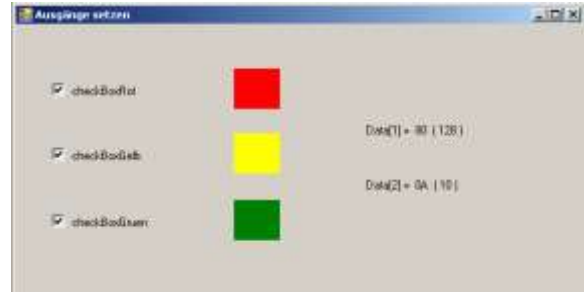 Ausgänge setzen
checkBoxRot
Data[1] = 80 ( 128 )
checkBoxGelb
Data[2] = 0A ( 10 )
checkBoxGruen